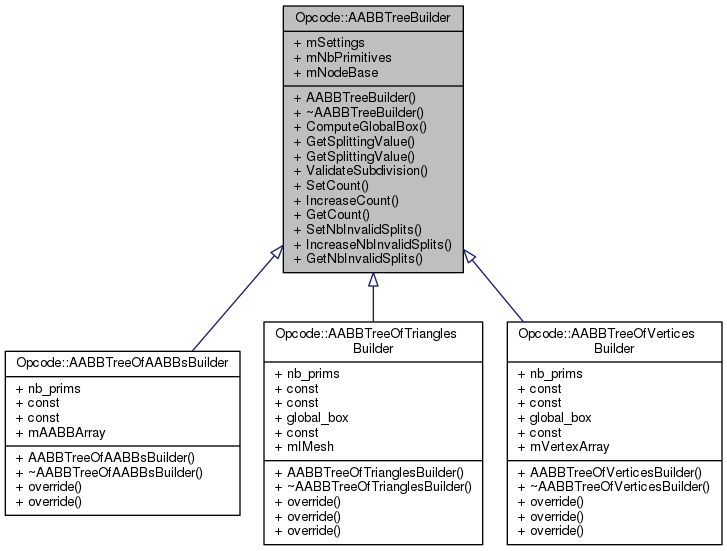 Opcode::AABBTreeBuilder
+ mSettings
+ mNbPrimitives
+ mNodeBase
+ AABBTreeBuilder()
+ ~AABBTreeBuilder()
+ ComputeGlobalBox()
+ GetSplittingValue()
+ GetSplittingValue()
+ ValidateSubdivision()
+ SetCount()
+ IncreaseCount()
+ GetCount()
+ SetNbInvalidSplits()
+ IncreaseNbInvalidSplits()
+ GetNbInvalidSplits()
Opcode::AABBTreeOfAABBsBuilder
+ nb_prims
+ const
+ const
+ mAABBArray
+ AABBTreeOfAABBsBuilder()
+ ~AABBTreeOfAABBsBuilder()
+ override()
+ override()
Opcode::AABBTreeOfTriangles
Builder
+ nb_prims
+ const
+ const
+ global_box
+ const
+ mIMesh
+ AABBTreeOfTrianglesBuilder()
+ ~AABBTreeOfTrianglesBuilder()
+ override()
+ override()
+ override()
Opcode::AABBTreeOfVertices
Builder
+ nb_prims
+ const
+ const
+ global_box
+ const
+ mVertexArray
+ AABBTreeOfVerticesBuilder()
+ ~AABBTreeOfVerticesBuilder()
+ override()
+ override()
+ override()